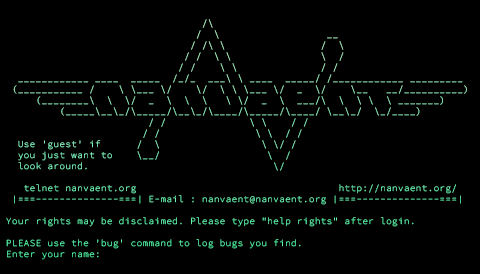 nanvaent
Use 'guest' if
you just want to
look around.
telnet nanvaent.org http://nanvaent.org/
|===---------------===| E-mail : nanvaent@nanvaent.org |===---------------===|
Your rights may be disclaimed. Please type "help rights" after login.
PLEASE use the 'bug' command to log bugs you find.
Enter your name: